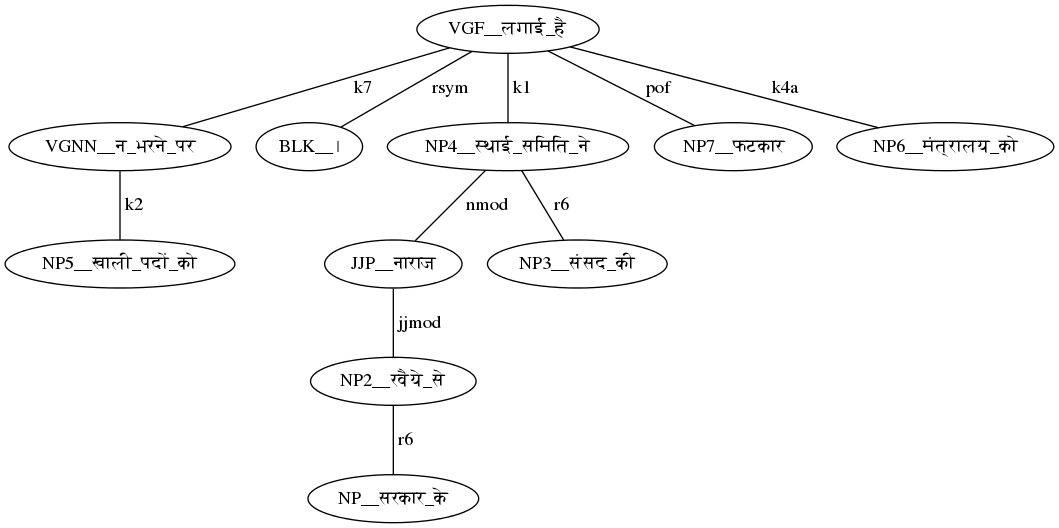 VGF__लगाई_है
k7 rsym k1 pof k4a
VGNN__न_भरने_पर BLK__। NP4__स्थाई_समिति_ने NP7__फटकार NP6__मंत्रालय_को
k2 nmod r6
NP5__खाली_पदों_को JJP__नाराज NP3__संसद_की
jjmod
NP2__रवैये_से
r6
NP__सरकार_के